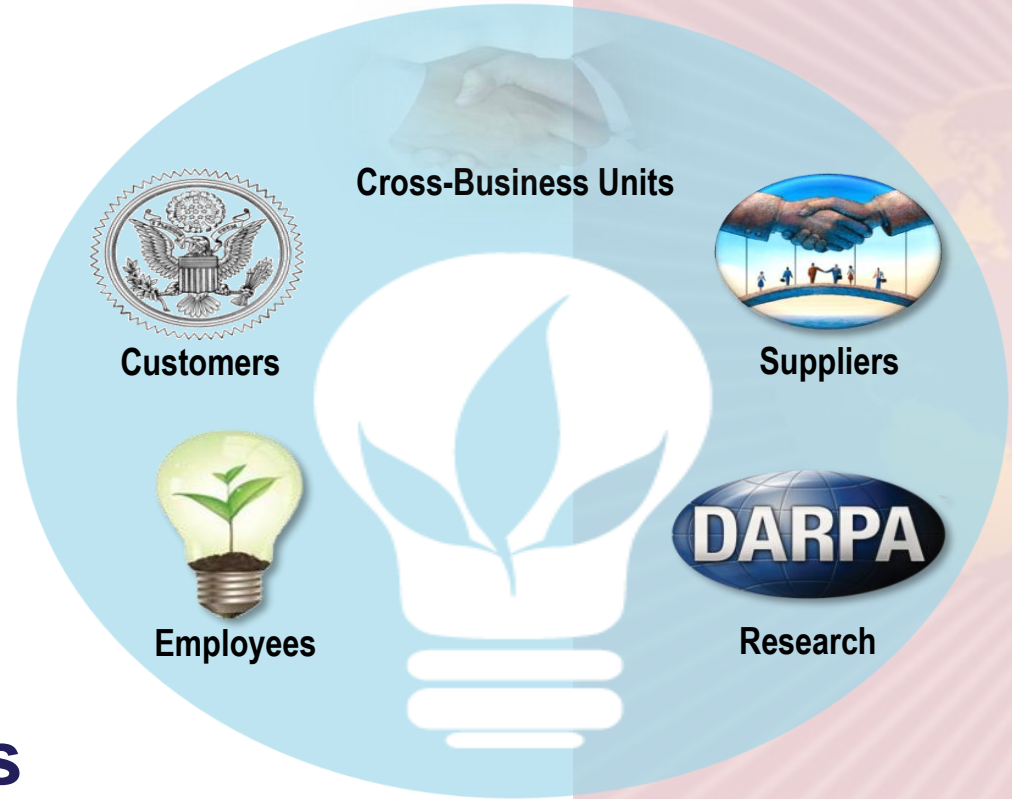 Cross-Business Units
Customers
Suppliers
DARPA
Employees
Research
s